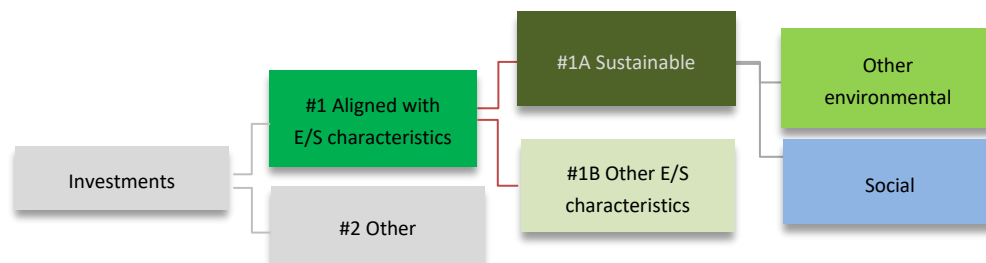 Investments
#1 Aligned with
E/S characteristics
#2 Other
#1A Sustainable
#1B Other E/S
characteristics
Other
environmental
Social